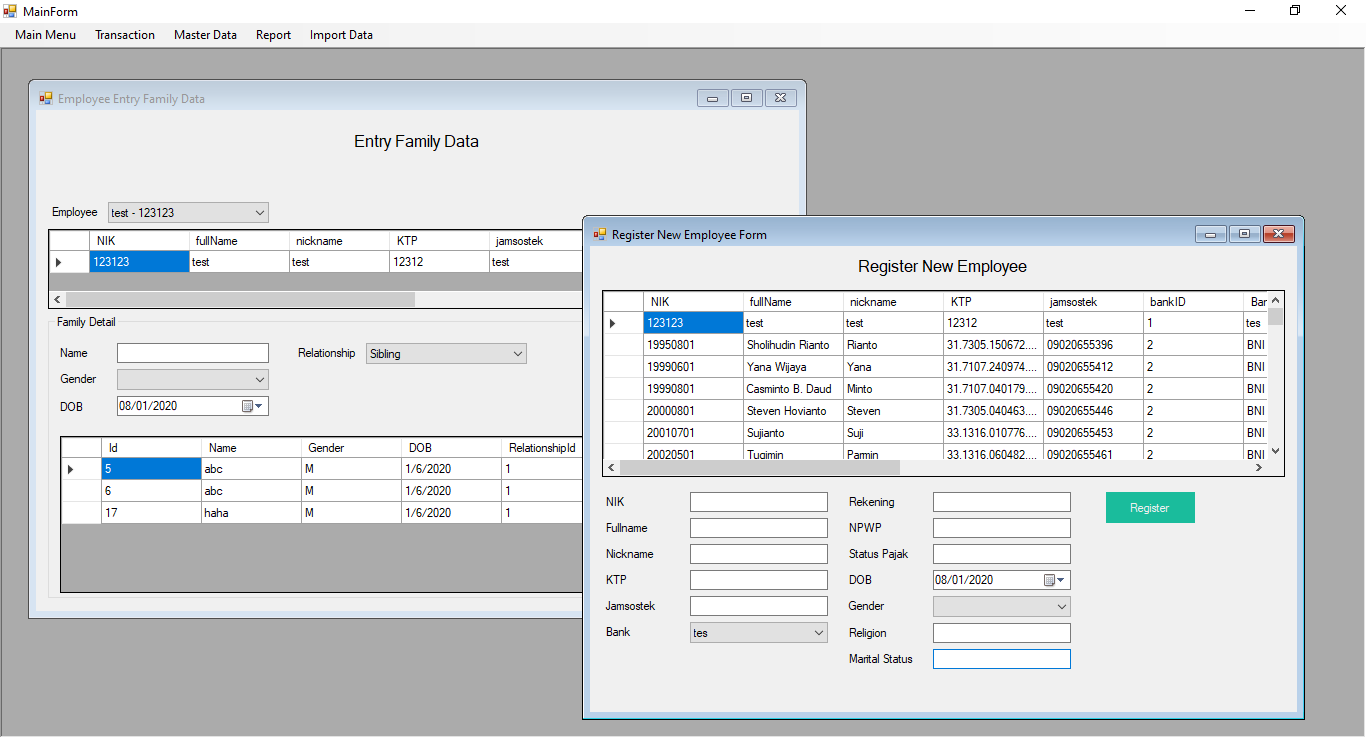 MainForm
Main Menu Transaction Master Data Report Import Data
Employee Entry Family Data
Entry Family Data
Employee test - 123123
NIK fullName nickname KTP jamsostek
123123 test test 12312 test
Family Detail
Name Relationship Sibling
Gender
DOB 08/01/2020
Id Name Gender DOB RelationshipId
5 abc M 1/6/2020 1
6 abc M 1/6/2020 1
17 haha M 1/6/2020 1
Register New Employee Form
Register New Employee
NIK fullName nickname KTP jamsostek bankID Bar
123123 test test 12312 test 1 tes
19950801 Sholihudin Rianto Rianto 31.7305.150672.... 09020655396 2 BNI
19990601 Yana Wijaya Yana 31.7107.240974.... 09020655412 2 BNI
19990801 Casminto B. Daud Minto 31.7107.040179.... 09020655420 2 BNI
20000801 Steven Hovianto Steven 31.7305.040463.... 09020655446 2 BNI
20010701 Sujianto Suji 33.1316.010776.... 09020655453 2 BNI
20020501 Tugimin Pamin 33.1316.060482.... 09020655461 2 BNI
NIK Rekening Register
Fullname NPWP
Nickname Status Pajak
KTP DOB 08/01/2020
Jamsostek Gender
Bank tes Religion
Marital Status